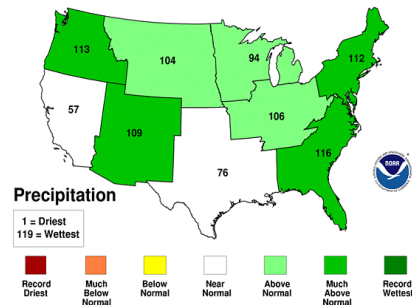 113
104
94
112
57
109
106
76
116
NOAA
Precipitation
1 = Driest
119 = Wettest
Record Driest
Much Below Normal
Below Normal
Near Normal
Above Normal
Much Above Normal
Record Wettest